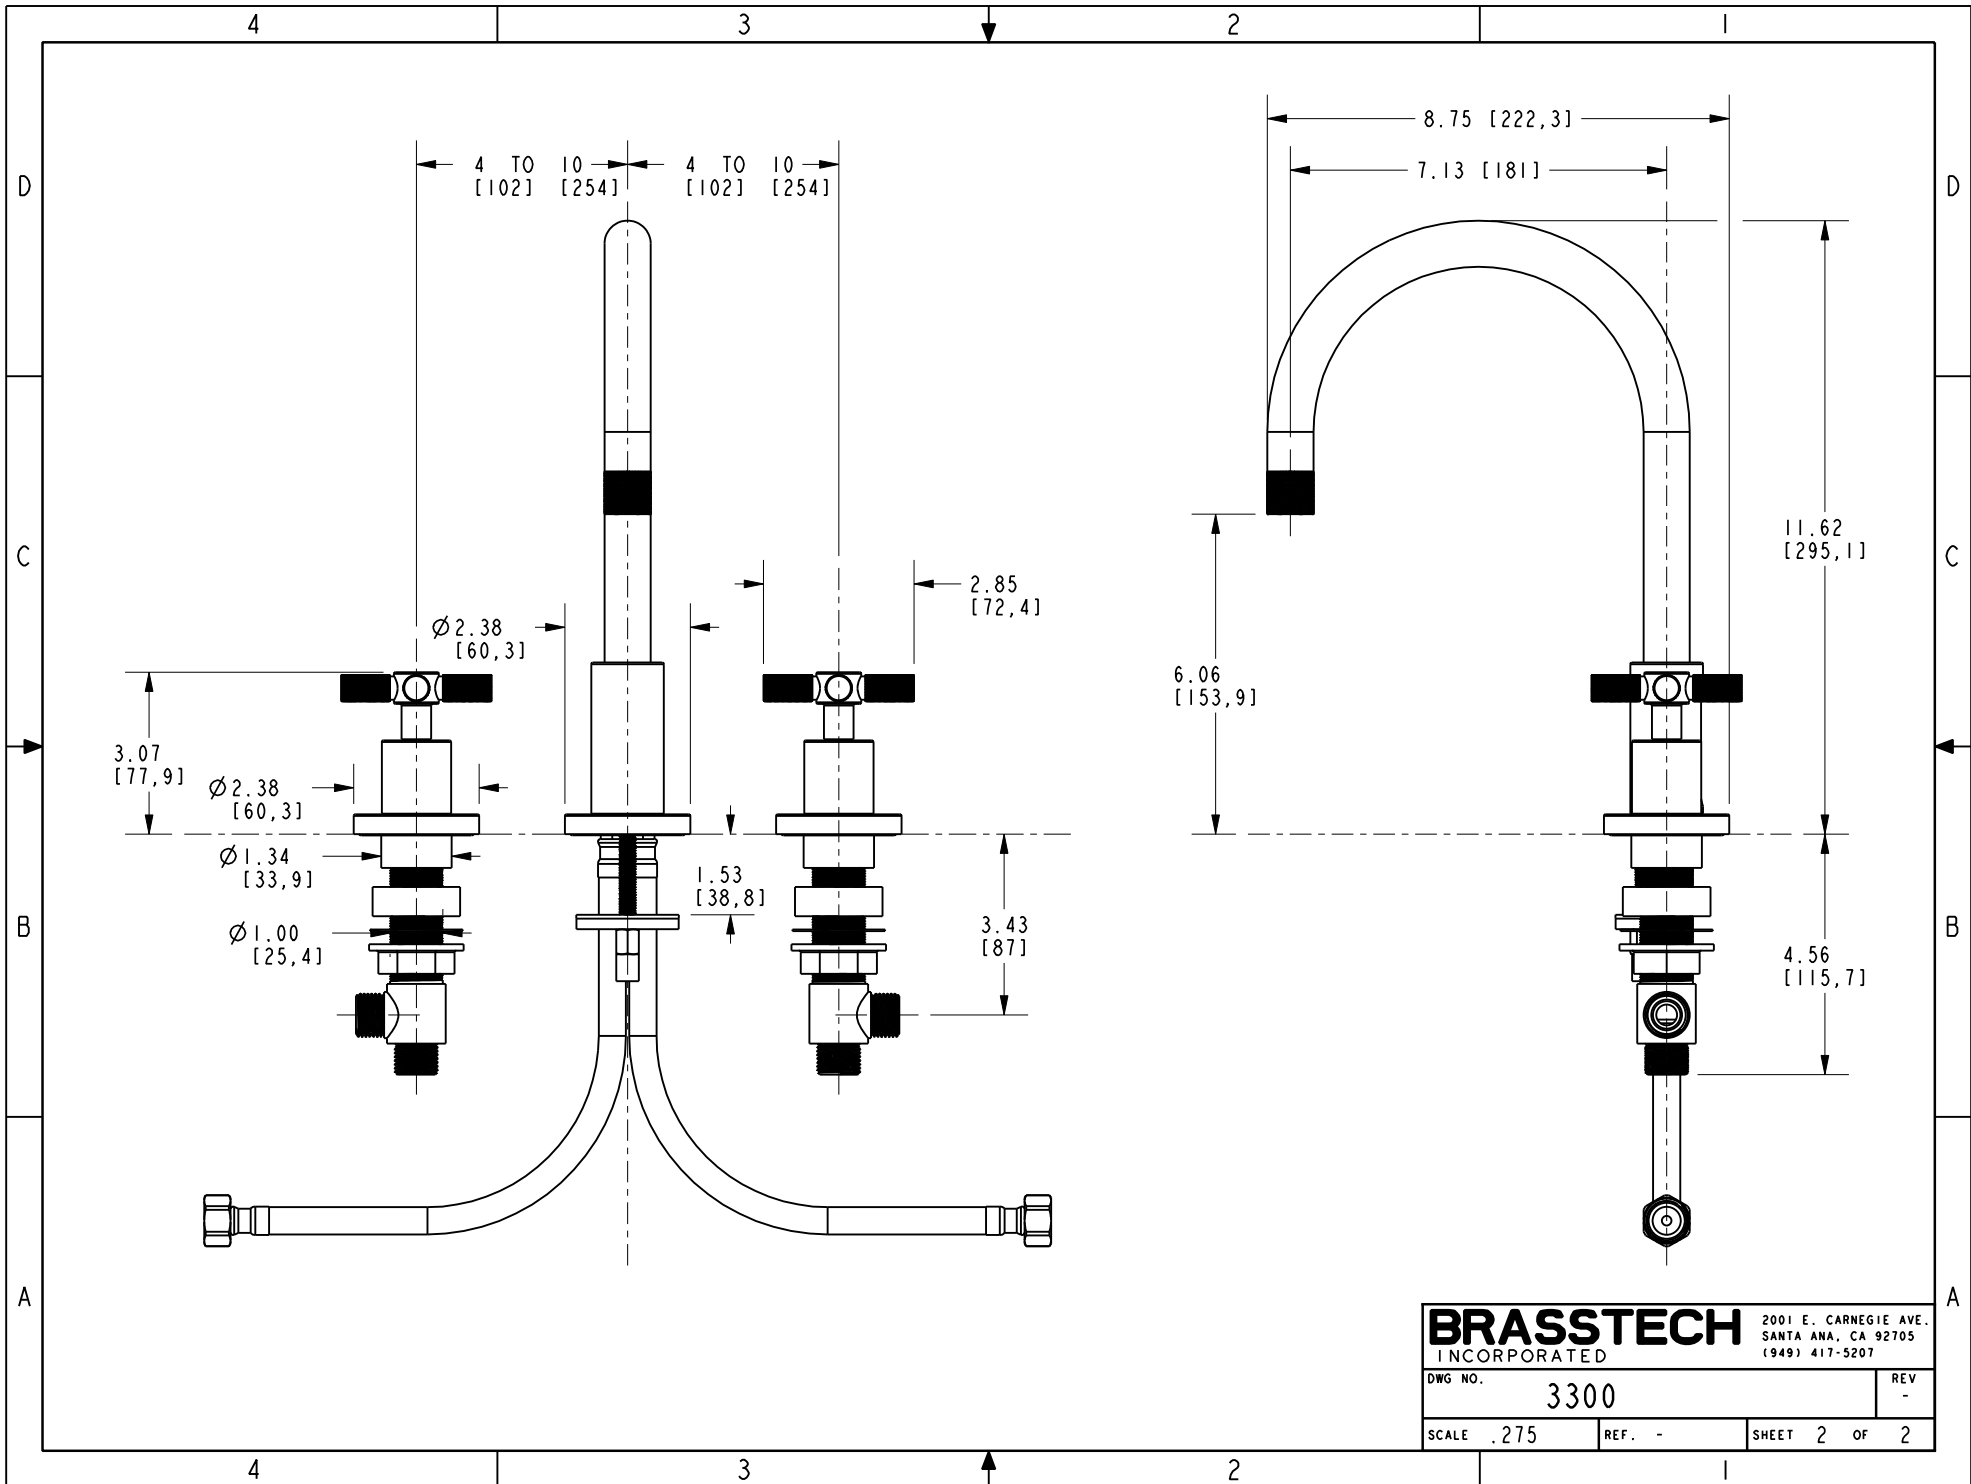 4 3 2 1
8.75 [222,3]
4 TO 10 4 TO 10
[102] [254] [102] [254]
7.13 [181]
D D
11.62
[295,1]
C C
2.85
[72,4]
Ø2.38
[60,3]
6.06
[153,9]
3.07
[77,9]
Ø2.38
[60,3]
Ø1.34
[33,9]
1.53
[38,8]
3.43
[87]
B B
Ø1.00
[25,4]
4.56
[115,7]
A A
BRASSTECH
INCORPORATED
2001 E. CARNEGIE AVE.
SANTA ANA, CA 92705
(949) 417-5207
DWG NO.
3300
REV
-
SCALE .275 REF. - SHEET 2 OF 2
4 3 2 1